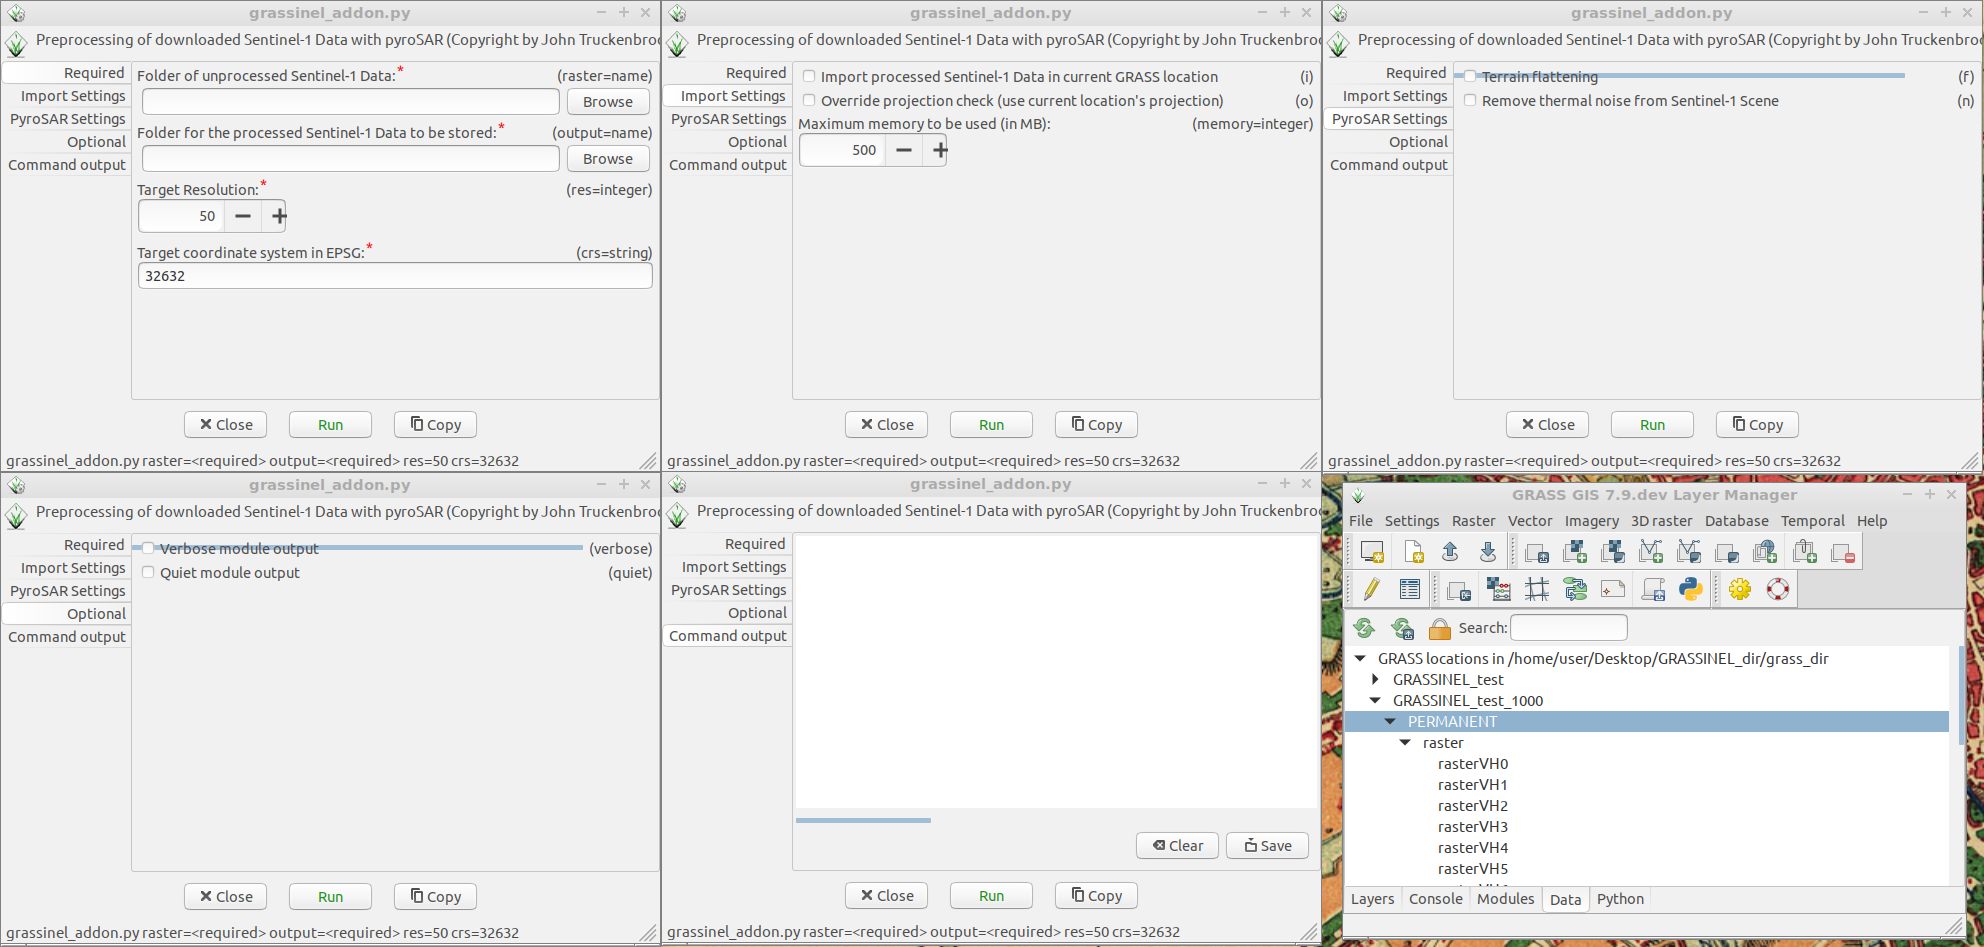 grassinel_addon.py
Preprocessing of downloaded Sentinel-1 Data with pyroSAR (Copyright by John Truckenbro
Required
Import Settings
PyroSAR Settings
Optional
Command output
Folder of unprocessed Sentinel-1 Data:* (raster=name)
Browse
Folder for the processed Sentinel-1 Data to be stored:* (output=name)
Browse
Target Resolution:* (res=integer)
50
Target coordinate system in EPSG:* (crs=string)
32632
Close Run Copy
grassinel_addon.py raster=<required> output=<required> res=50 crs=32632
grassinel_addon.py
Preprocessing of downloaded Sentinel-1 Data with pyroSAR (Copyright by John Truckenbro
Required
Import Settings
PyroSAR Settings
Optional
Command output
Import processed Sentinel-1 Data in current GRASS location (i)
Override projection check (use current location's projection) (o)
Maximum memory to be used (in MB): (memory=integer)
500
Close Run Copy
grassinel_addon.py raster=<required> output=<required> res=50 crs=32632
grassinel_addon.py
Preprocessing of downloaded Sentinel-1 Data with pyroSAR (Copyright by John Truckenbro
Required
Import Settings
PyroSAR Settings
Optional
Command output
Terrain flattening (f)
Remove thermal noise from Sentinel-1 Scene (n)
Close Run Copy
grassinel_addon.py raster=<required> output=<required> res=50 crs=32632
grassinel_addon.py
Preprocessing of downloaded Sentinel-1 Data with pyroSAR (Copyright by John Truckenbro
Required
Import Settings
PyroSAR Settings
Optional
Command output
Verbose module output (verbose)
Quiet module output (quiet)
Close Run Copy
grassinel_addon.py raster=<required> output=<required> res=50 crs=32632
grassinel_addon.py
Preprocessing of downloaded Sentinel-1 Data with pyroSAR (Copyright by John Truckenbro
Required
Import Settings
PyroSAR Settings
Optional
Command output
Clear Save
Close Run Copy
grassinel_addon.py raster=<required> output=<required> res=50 crs=32632
GRASS GIS 7.9.dev Layer Manager
File Settings Raster Vector Imagery 3D raster Database Temporal Help
Search:
GRASS locations in /home/user/Desktop/GRASSINEL_dir/grass_dir
GRASSINEL_test
GRASSINEL_test_1000
PERMANENT
raster
rasterVH0
rasterVH1
rasterVH2
rasterVH3
rasterVH4
rasterVH5
Layers Console Modules Data Python